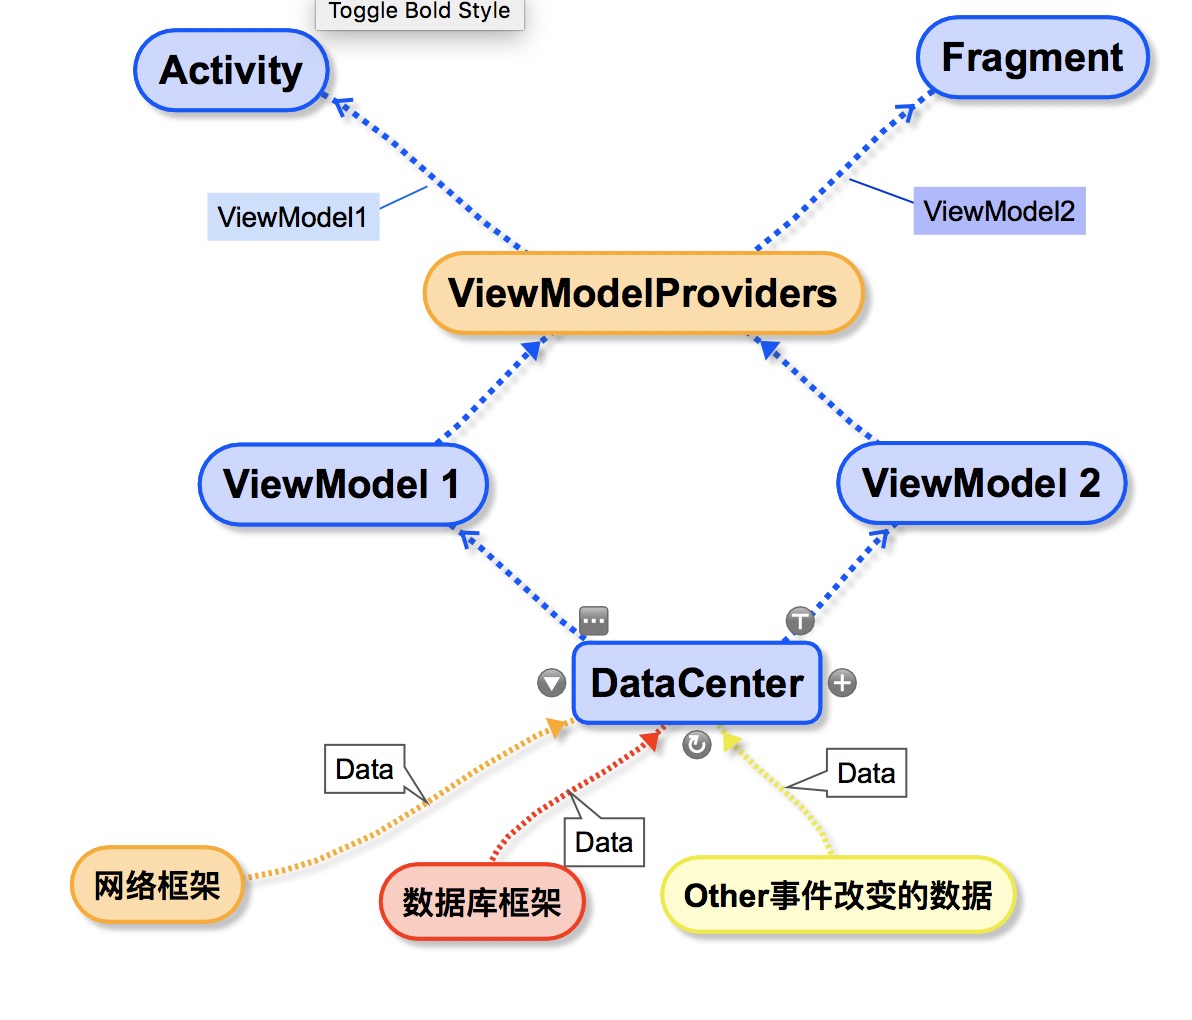 Toggle Bold Style
Activity
Fragment
ViewModel1
ViewModel2
ViewModelProviders
ViewModel 1
ViewModel 2
T
DataCenter
Data
Data
Data
网络框架
数据库框架
Other事件改变的数据